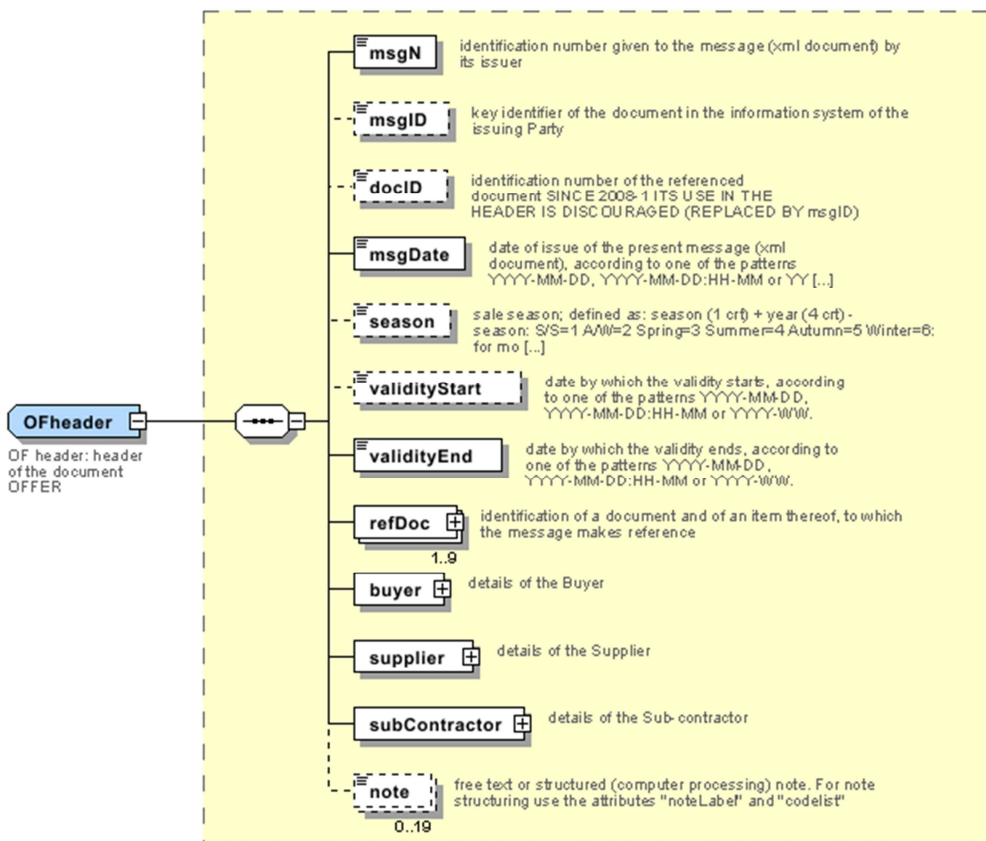 msgN
identification number given to the message (xml document) by
its issuer
msgID
key identifier of the document in the information system of the
issuing Party
docID
identification number of the referenced
document SINCE 2008-1 ITS USE IN THE
HEADER IS DISCOURAGED (REPLACED BY msgID)
msgDate
date of issue of the present message (xml
document), according to one of the patterns
YYYY-MM-DD, YYYY-MM-DD:HH-MM or YY [...]
season
sale season; defined as: season (1 crt) + year (4 crt) -
season: S/S=1 A/W=2 Spring=3 Summer=4 Autumn=5 Winter=6:
for mo [...]
validityStart
date by which the validity starts, according
to one of the patterns YYYY-MM-DD,
YYYY-MM-DD:HH-MM or YYYY-WW.
OFheader
OF header: header
of the document
OFFER
validityEnd
date by which the validity ends, according to
one of the patterns YYYY-MM-DD,
YYYY-MM-DD:HH-MM or YYYY-WW.
refDoc
identification of a document and of an item thereof, to which
the message makes reference
1..9
buyer
details of the Buyer
supplier
details of the Supplier
subContractor
details of the Sub-contractor
note
free text or structured (computer processing) note. For note
structuring use the attributes "noteLabel" and "codelist"
0..19